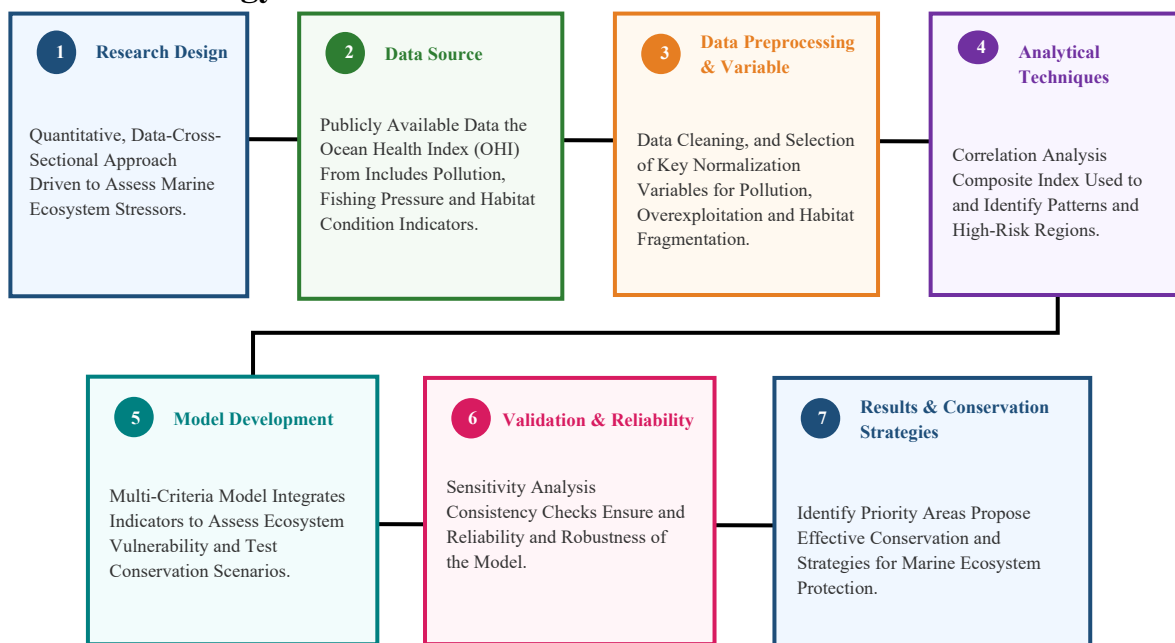 gy
1
Research Design
Quantitative, Data-Cross-
Sectional Approach
Driven to Assess Marine
Ecosystem Stressors.
2
Data Source
Publicly Available Data the
Ocean Health Index (OHI)
From Includes Pollution,
Fishing Pressure and Habitat
Condition Indicators.
3
Data Preprocessing
& Variable
Data Cleaning, and Selection
of Key Normalization
Variables for Pollution,
Overexploitation and Habitat
Fragmentation.
4
Analytical
Techniques
Correlation Analysis
Composite Index Used to
and Identify Patterns and
High-Risk Regions.
5
Model Development
Multi-Criteria Model Integrates
Indicators to Assess Ecosystem
Vulnerability and Test
Conservation Scenarios.
6
Validation & Reliability
Sensitivity Analysis
Consistency Checks Ensure and
Reliability and Robustness of
the Model.
7
Results & Conservation
Strategies
Identify Priority Areas Propose
Effective Conservation and
Strategies for Marine Ecosystem
Protection.